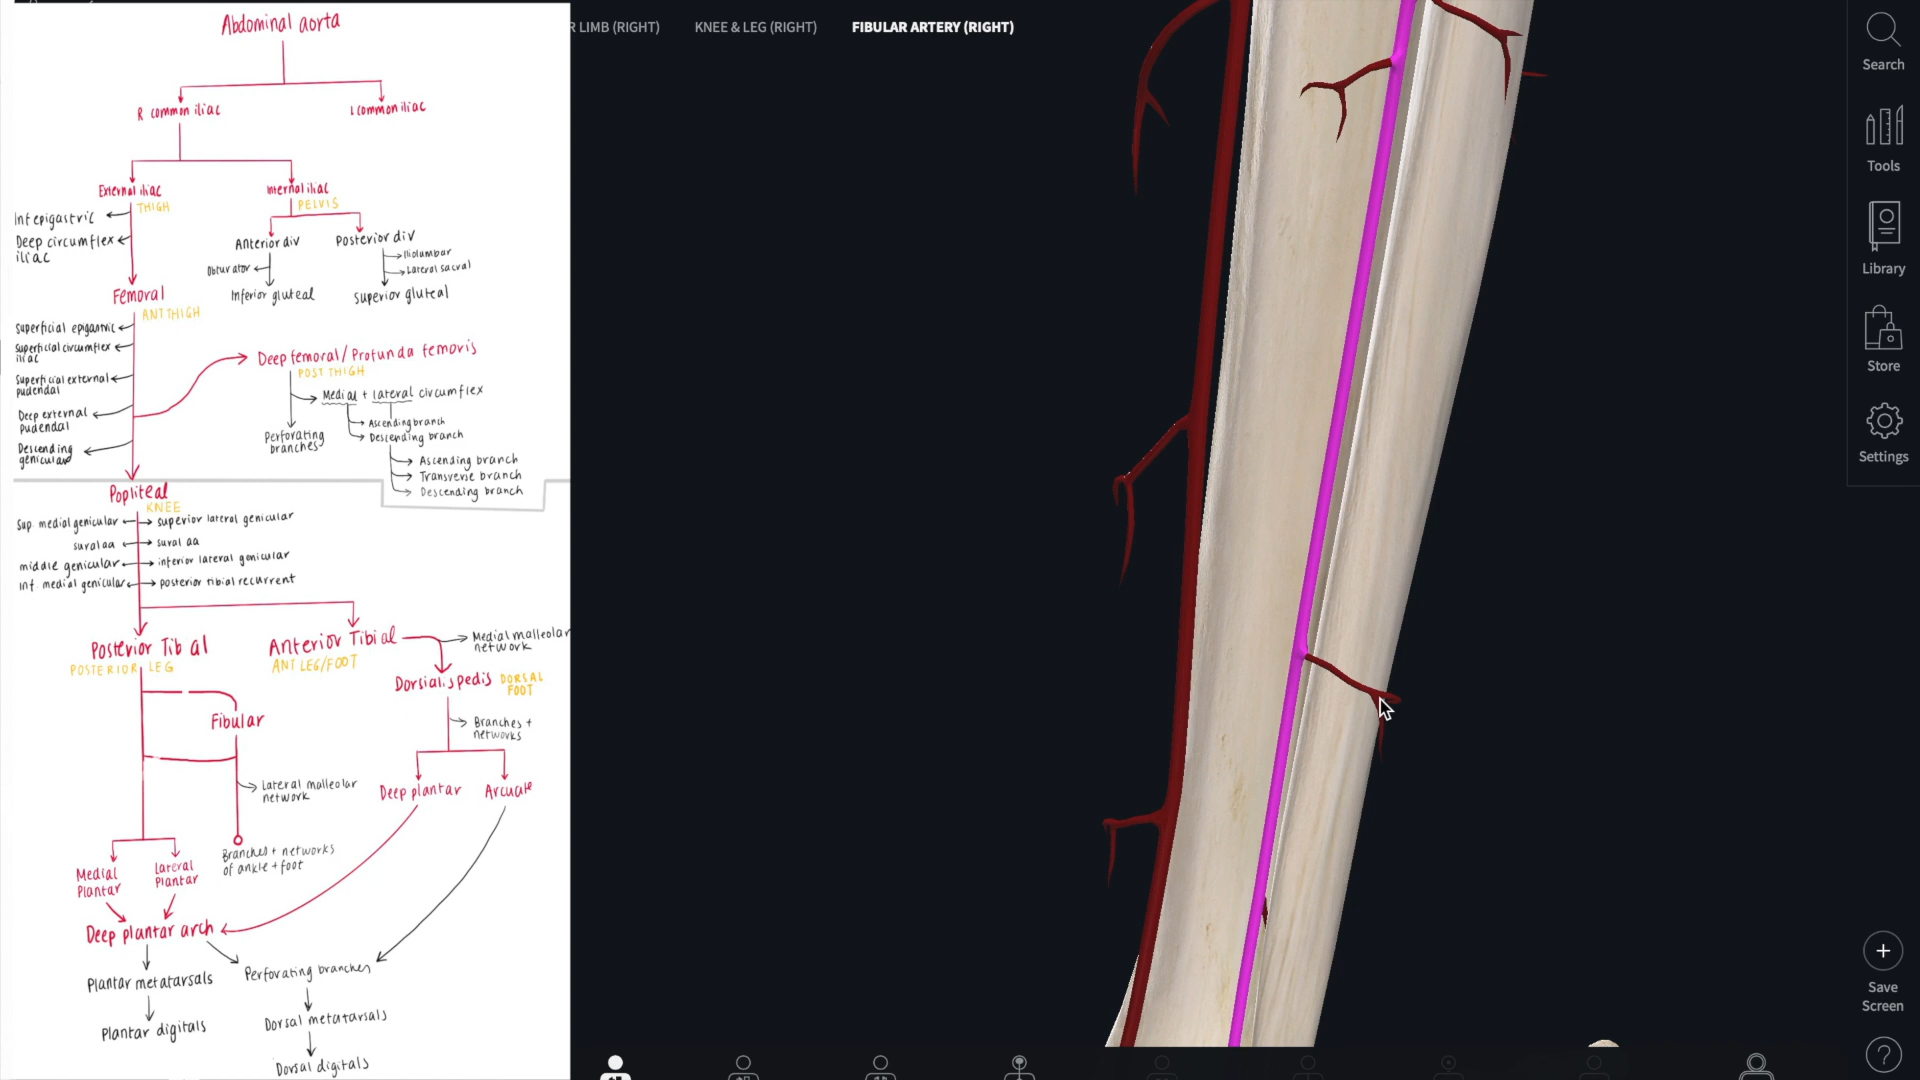 Abdominal aorta
R common iliac
L common iliac
External iliac
THIGH
Internal iliac
PELVIS
Inf epigastric
Deep circumflex
iliac
Anterior div
Posterior div
Iliolumbar
Lateral sacral
Obturator
Inferior gluteal
Superior gluteal
Femoral
ANT THIGH
Superficial epigastric
Superficial circumflex
iliac
Superficial external
pudendal
Deep external
pudendal
Descending
genicular
Deep femoral / Profunda femoris
POST THIGH
Medial + lateral circumflex
Ascending branch
Descending branch
Perforating
branches
Ascending branch
Transverse branch
Descending branch
Popliteal
KNEE
Sup. medial genicular
superior lateral genicular
sural aa
sural aa
middle genicular
inferior lateral genicular
Inf. medial genicular
posterior tibial recurrent
Posterior Tibial
POSTERIOR LEG
Anterior Tibial
ANT LEG/FOOT
Medial malleolar
network
Dorsialis pedis
DORSAL
FOOT
Fibular
Branches +
networks
Lateral malleolar
network
Deep plantar
Arcuate
Branches + networks
of ankle + foot
Medial
Plantar
Lateral
Plantar
Deep plantar arch
Plantar metatarsals
Perforating branches
Plantar digitals
Dorsal metatarsals
Dorsal digitals
R LIMB (RIGHT)
KNEE & LEG (RIGHT)
FIBULAR ARTERY (RIGHT)
Search
Tools
Library
Store
Settings
+
Save
Screen
?